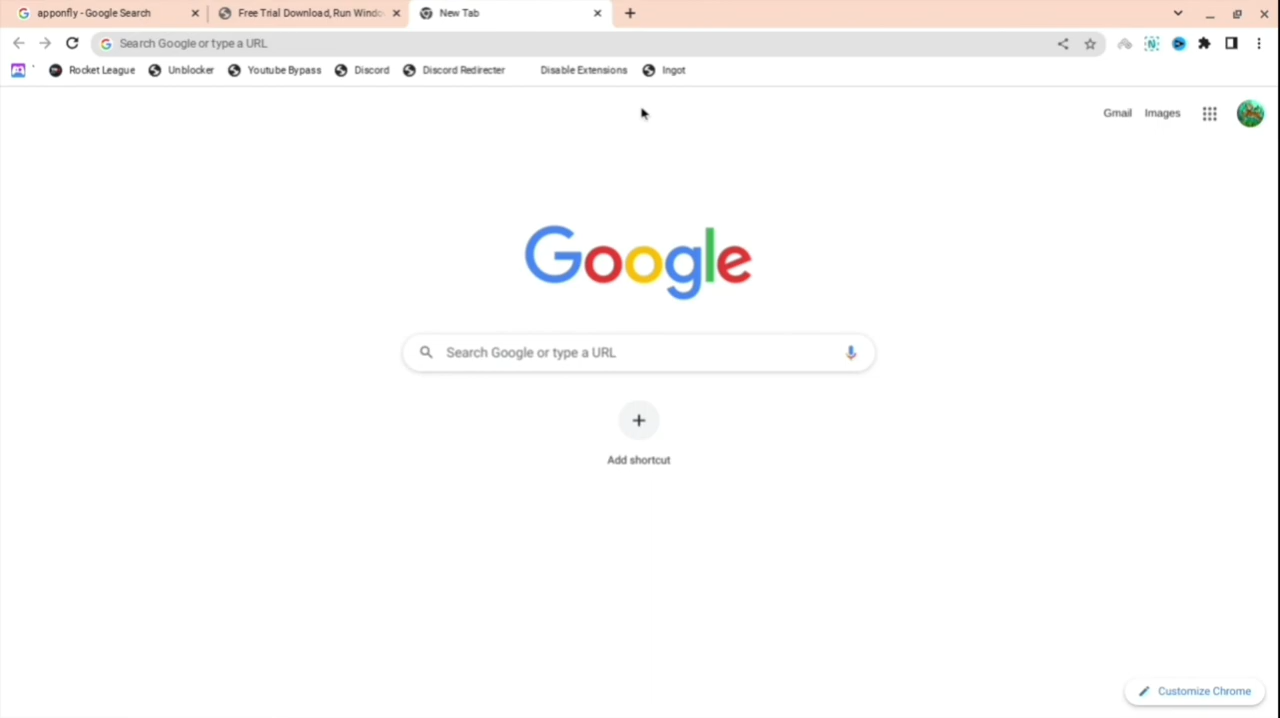 apponfly - Google Search
Free Trial Download, Run Windo
New Tab
Search Google or type a URL
Rocket League
Unblocker
Youtube Bypass
Discord
Discord Redirecter
Disable Extensions
Ingot
Gmail
Images
Google
Search Google or type a URL
Add shortcut
Customize Chrome